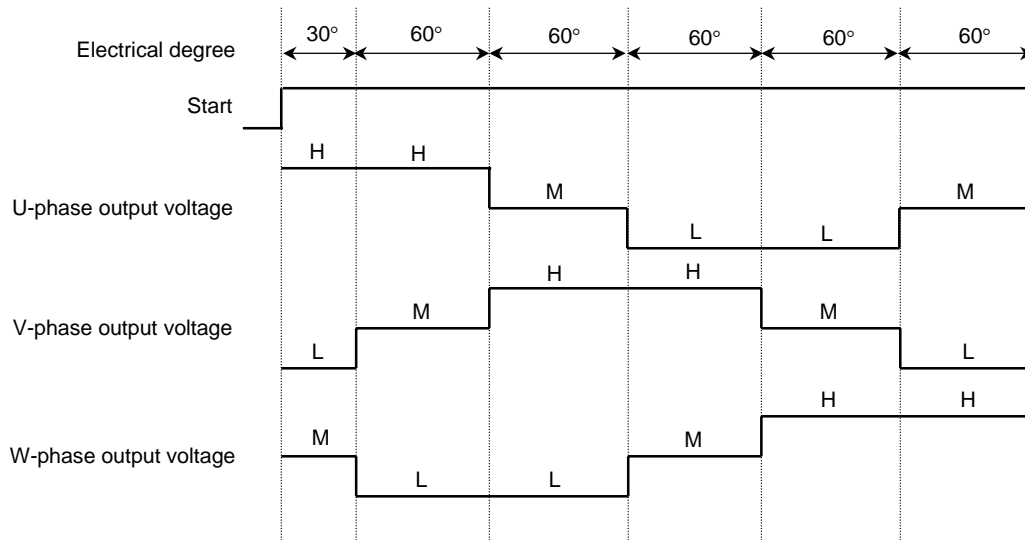 Electrical degree 30° 60° 60° 60° 60° 60°
Start
H H M L L M
U-phase output voltage
L M H H M L
V-phase output voltage
M L L M H H
W-phase output voltage